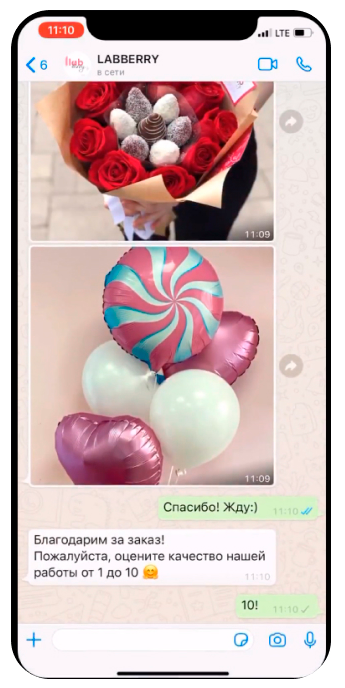 11:10
LTE
6
LABBERRY
в сети
11:09
11:09
Спасибо! Жду:)
11:10
Благодарим за заказ!
Пожалуйста, оцените качество нашей
работы от 1 до 10 🤗
11:10
10!
11:10